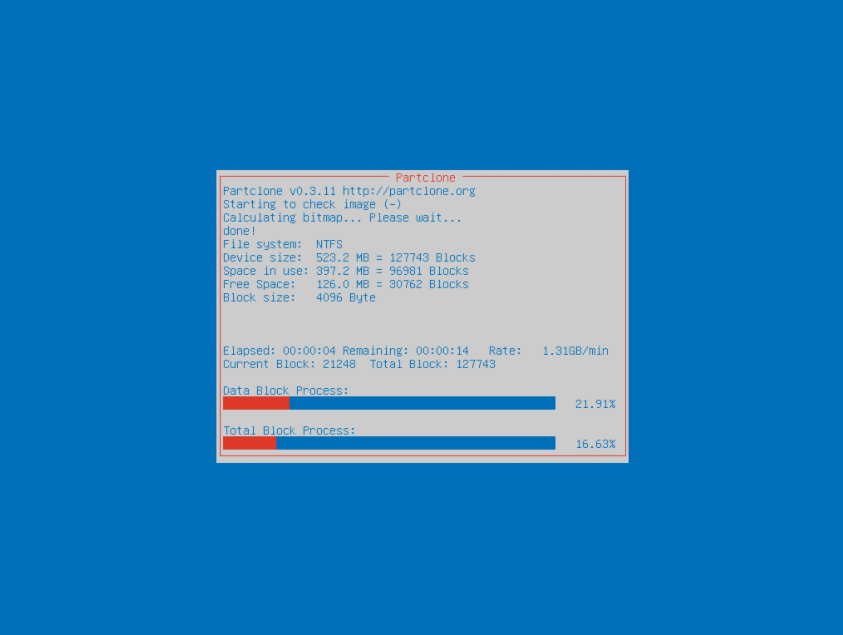 Partclone
Partclone v0.3.11 http://partclone.org
Starting to check image (-)
Calculating bitmap... Please wait...
done!
File system:  NTFS
Device size:  523.2 MB = 127743 Blocks
Space in use: 397.2 MB = 96981 Blocks
Free Space:   126.0 MB = 30762 Blocks
Block size:   4096 Byte
Elapsed: 00:00:04 Remaining: 00:00:14   Rate:   1.31GB/min
Current Block: 21248  Total Block: 127743
Data Block Process:
21.91%
Total Block Process:
16.63%